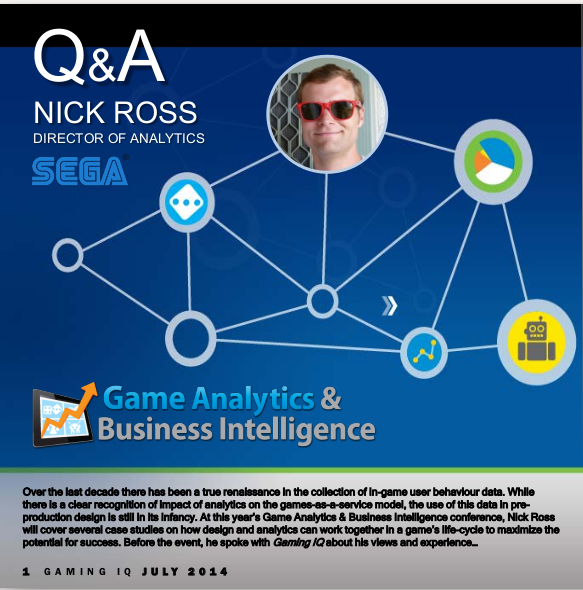 Q&A
NICK ROSS
DIRECTOR OF ANALYTICS
SEGA
Game Analytics &
Business Intelligence
Over the last decade there has been a true renaissance in the collection of in-game user behaviour data. While
there is a clear recognition of impact of analytics on the games-as-a-service model, the use of this data in pre-
production design is still in its infancy. At this year's Game Analytics & Business Intelligence conference, Nick Ross
will cover several case studies on how design and analytics can work together in a game's life-cycle to maximize the
potential for success. Before the event, he spoke with Gaming IQ about his views and experience...
1 GAMING IQ JULY 2014